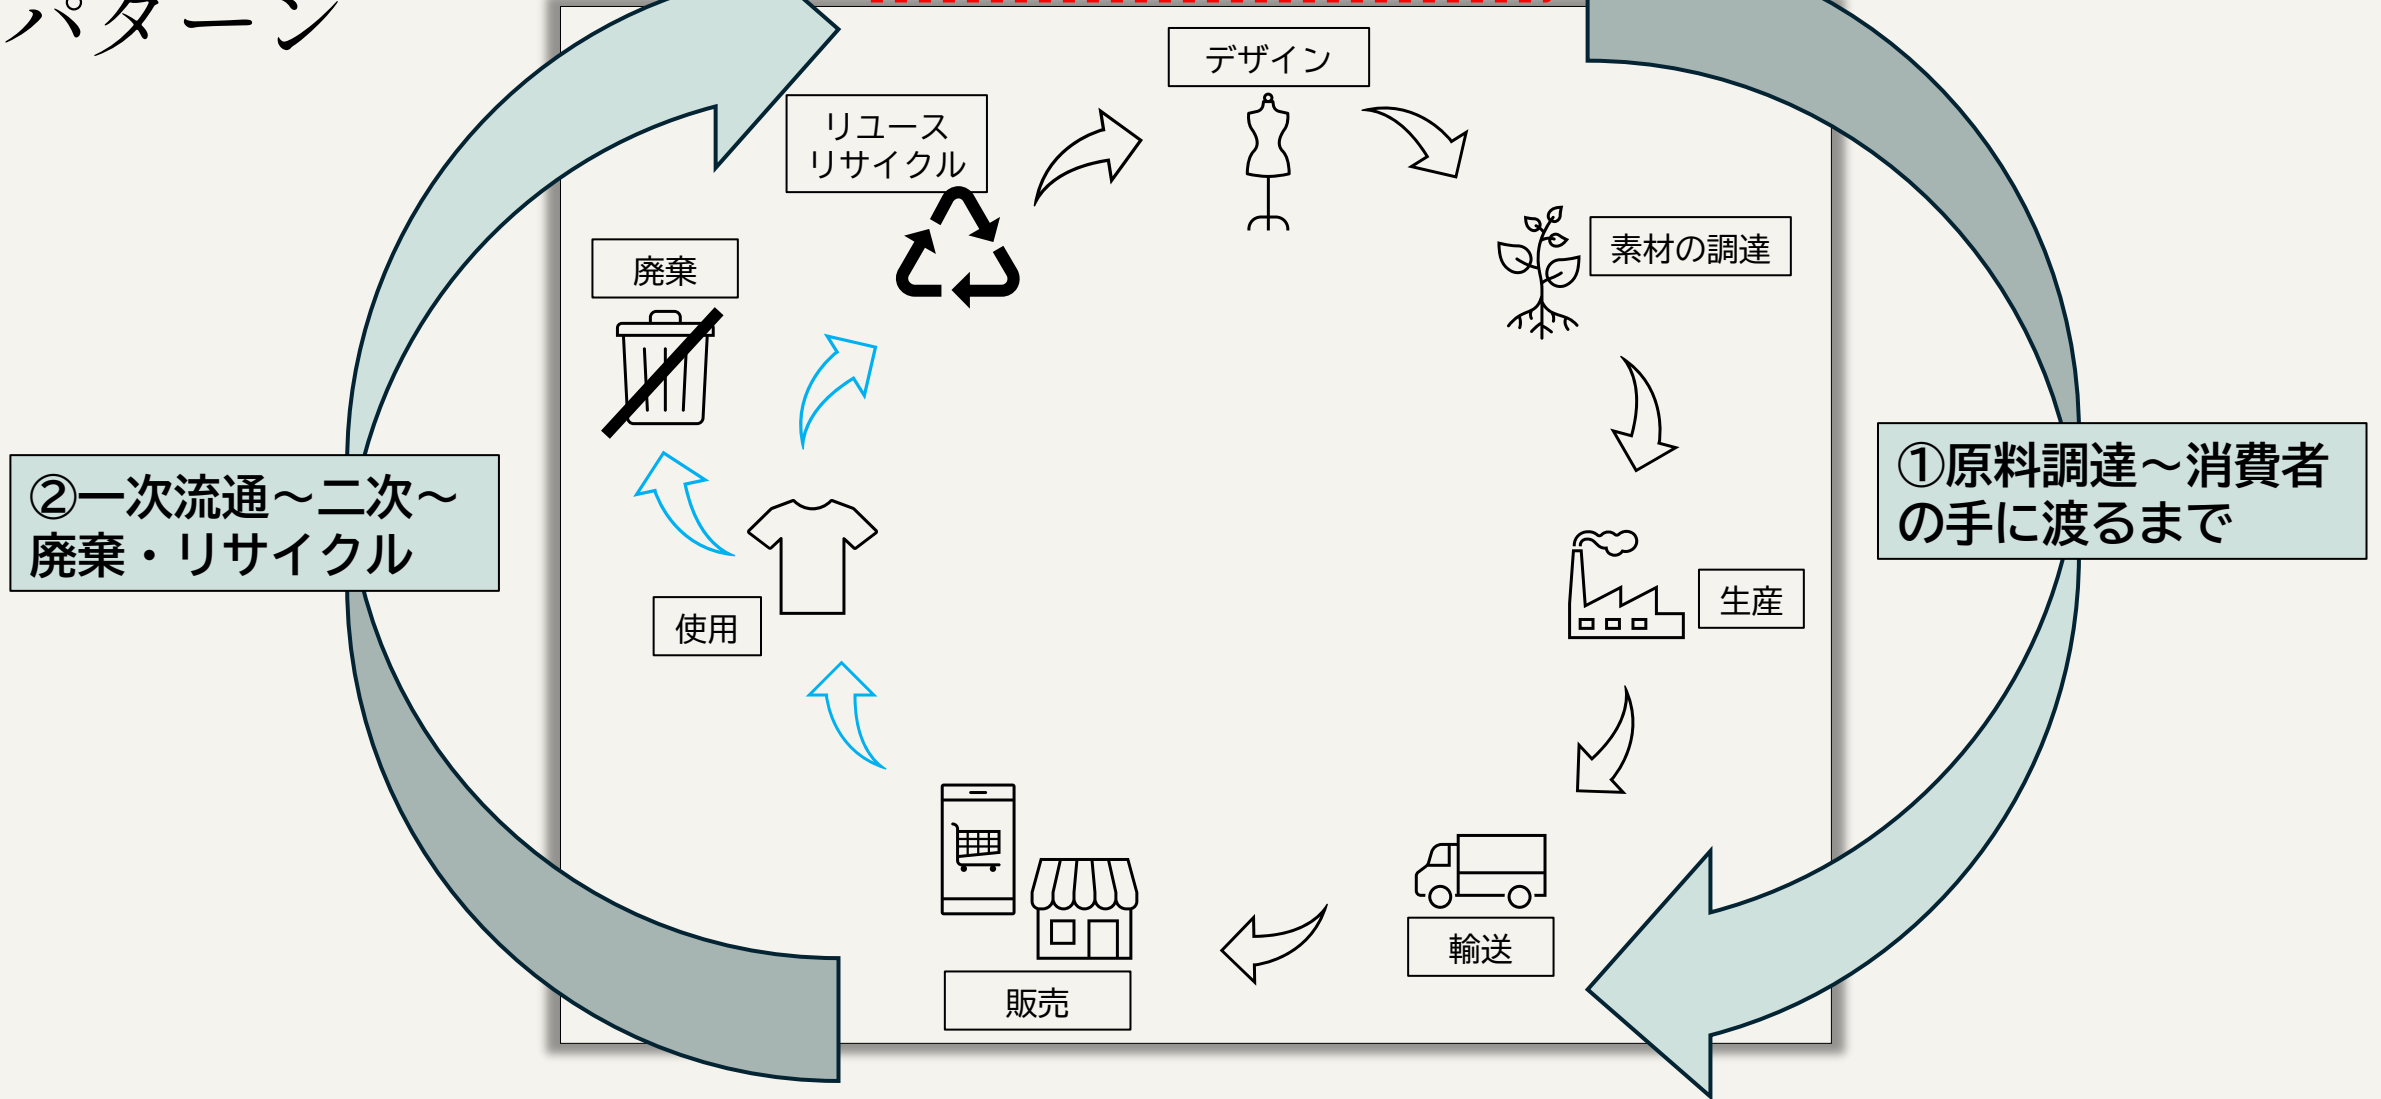 パターン
デザイン
リユース
リサイクル
素材の調達
廃棄
②一次流通～二次～
廃棄・リサイクル
①原料調達～消費者
の手に渡るまで
生産
使用
輸送
販売